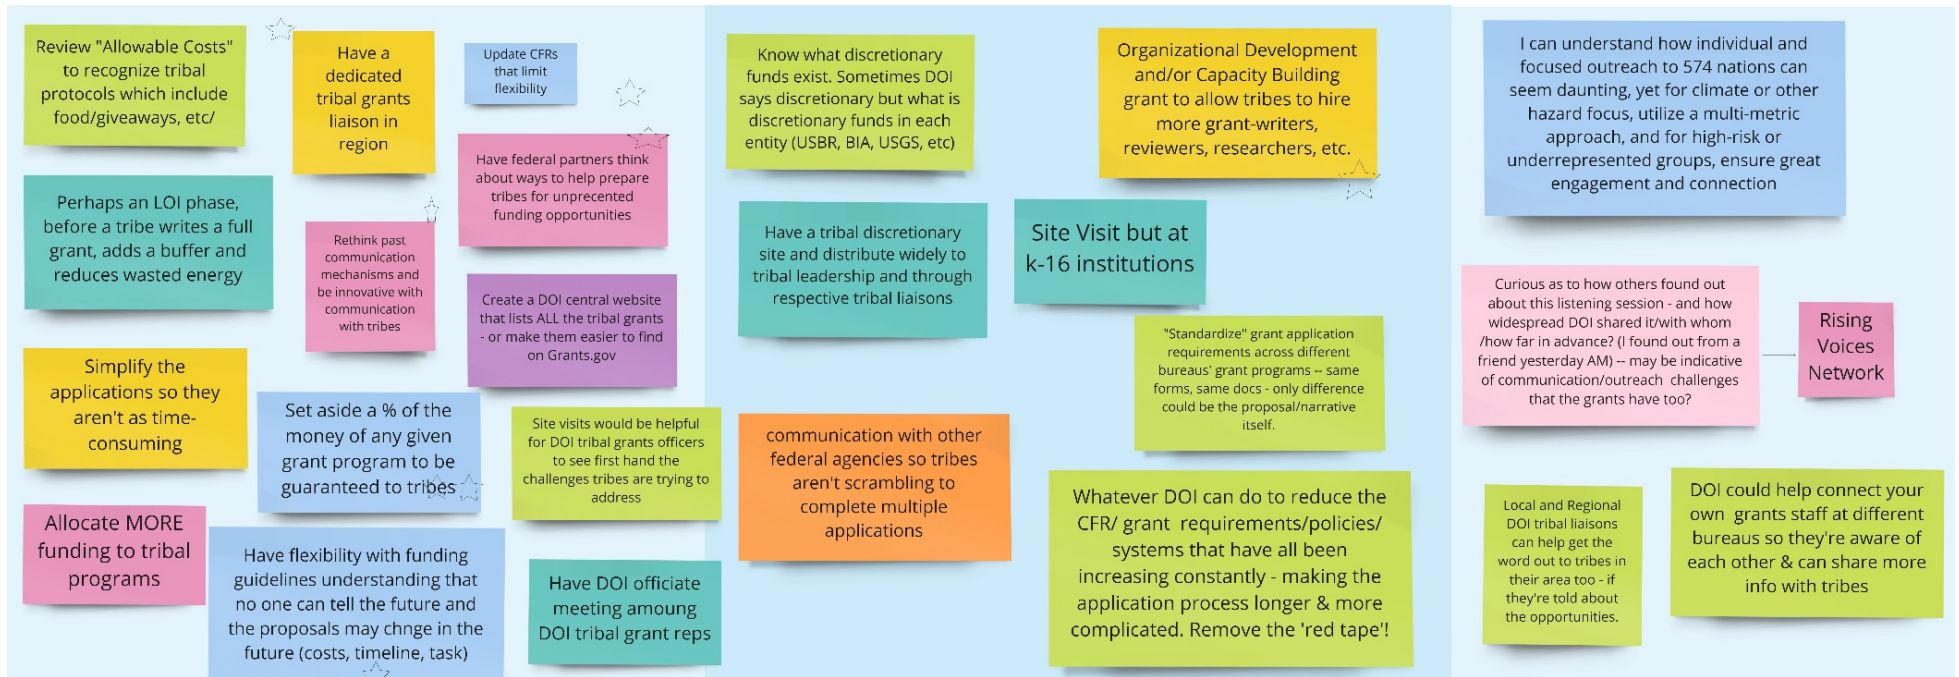 Review "Allowable Costs"
to recognize tribal
protocols which include
food/giveaways, etc/
Have a
dedicated
tribal grants
liaison in
region
Update CFRs
that limit
flexibility
Have federal partners think
about ways to help prepare
tribes for unprecented
funding opportunities
Perhaps an LOI phase,
before a tribe writes a full
grant, adds a buffer and
reduces wasted energy
Rethink past
communication
mechanisms and
be innovative with
communication
with tribes
Create a DOI central website
that lists ALL the tribal grants
- or make them easier to find
on Grants.gov
Simplify the
applications so they
aren't as time-
consuming
Set aside a % of the
money of any given
grant program to be
guaranteed to tribes
Site visits would be helpful
for DOI tribal grants officers
to see first hand the
challenges tribes are trying to
address
Allocate MORE
funding to tribal
programs
Have flexibility with funding
guidelines understanding that
no one can tell the future and
the proposals may chnge in the
future (costs, timeline, task)
Have DOI officiate
meeting amoung
DOI tribal grant reps
Know what discretionary
funds exist. Sometimes DOI
says discretionary but what is
discretionary funds in each
entity (USBR, BIA, USGS, etc)
Organizational Development
and/or Capacity Building
grant to allow tribes to hire
more grant-writers,
reviewers, researchers, etc.
Have a tribal discretionary
site and distribute widely to
tribal leadership and through
respective tribal liaisons
Site Visit but at
k-16 institutions
"Standardize" grant application
requirements across different
bureaus' grant programs -- same
forms, same docs - only difference
could be the proposal/narrative
itself.
communication with other
federal agencies so tribes
aren't scrambling to
complete multiple
applications
Whatever DOI can do to reduce the
CFR/ grant requirements/policies/
systems that have all been
increasing constantly - making the
application process longer & more
complicated. Remove the 'red tape'!
I can understand how individual and
focused outreach to 574 nations can
seem daunting, yet for climate or other
hazard focus, utilize a multi-metric
approach, and for high-risk or
underrepresented groups, ensure great
engagement and connection
Curious as to how others found out
about this listening session - and how
widespread DOI shared it/with whom
/how far in advance? (I found out from a
friend yesterday AM) -- may be indicative
of communication/outreach challenges
that the grants have too?
Rising
Voices
Network
Local and Regional
DOI tribal liaisons
can help get the
word out to tribes in
their area too - if
they're told about
the opportunities.
DOI could help connect your
own grants staff at different
bureaus so they're aware of
each other & can share more
info with tribes